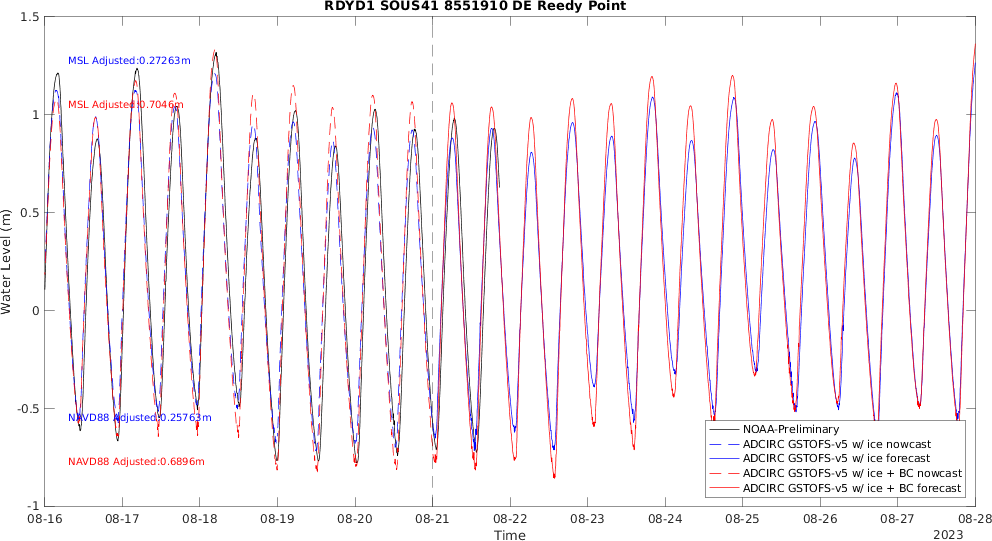 RDYD1 SOUS41 8551910 DE Reedy Point
1.5
1
0.5
0
-0.5
-1
Water Level (m)
MSL Adjusted:0.27263m
MSL Adjusted:0.7046m
NAVD88 Adjusted:0.25763m
NAVD88 Adjusted:0.6896m
NOAA-Preliminary
ADCIRC GSTOFS-v5 w/ ice nowcast
ADCIRC GSTOFS-v5 w/ ice forecast
ADCIRC GSTOFS-v5 w/ ice + BC nowcast
ADCIRC GSTOFS-v5 w/ ice + BC forecast
08-16 08-17 08-18 08-19 08-20 08-21 08-22 08-23 08-24 08-25 08-26 08-27 08-28
Time
2023